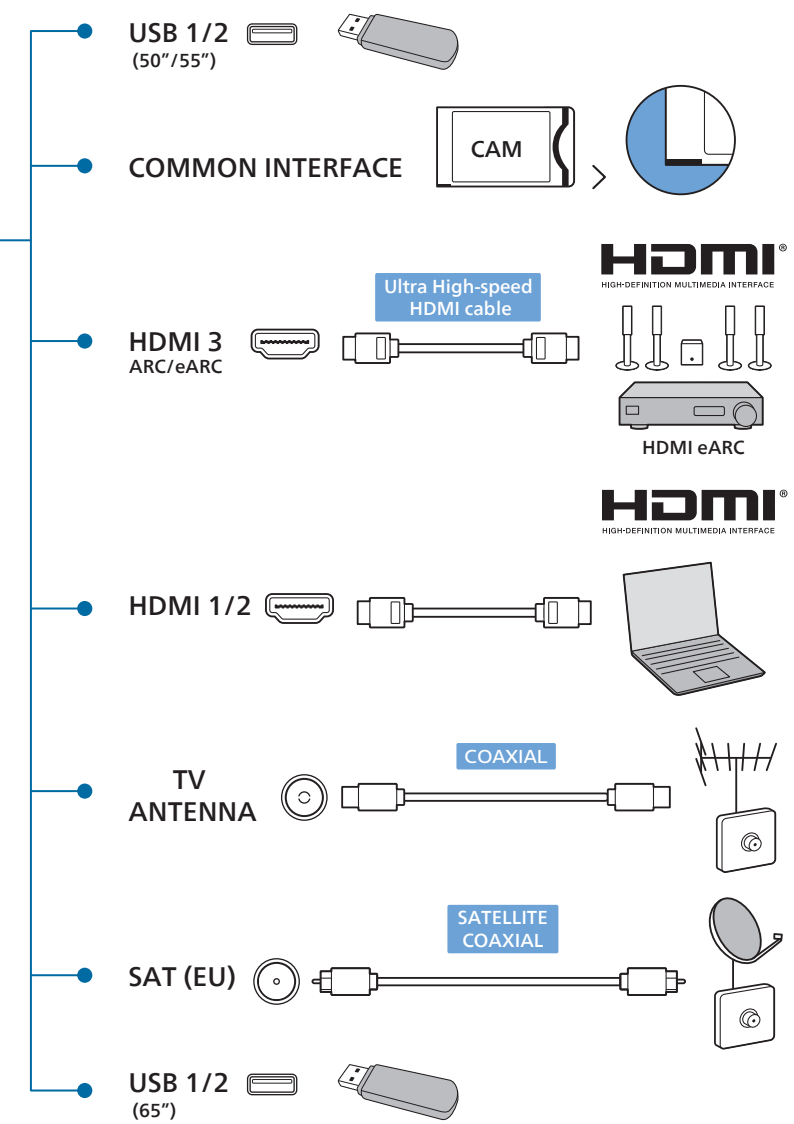 USB 1/2
(50”/55”)
COMMON INTERFACE
CAM
HDMI®
HIGH-DEFINITION MULTIMEDIA INTERFACE
Ultra High-speed
HDMI cable
HDMI 3
ARC/eARC
HDMI eARC
HDMI®
HIGH-DEFINITION MULTIMEDIA INTERFACE
HDMI 1/2
COAXIAL
TV
ANTENNA
SATELLITE
COAXIAL
SAT (EU)
USB 1/2
(65”)